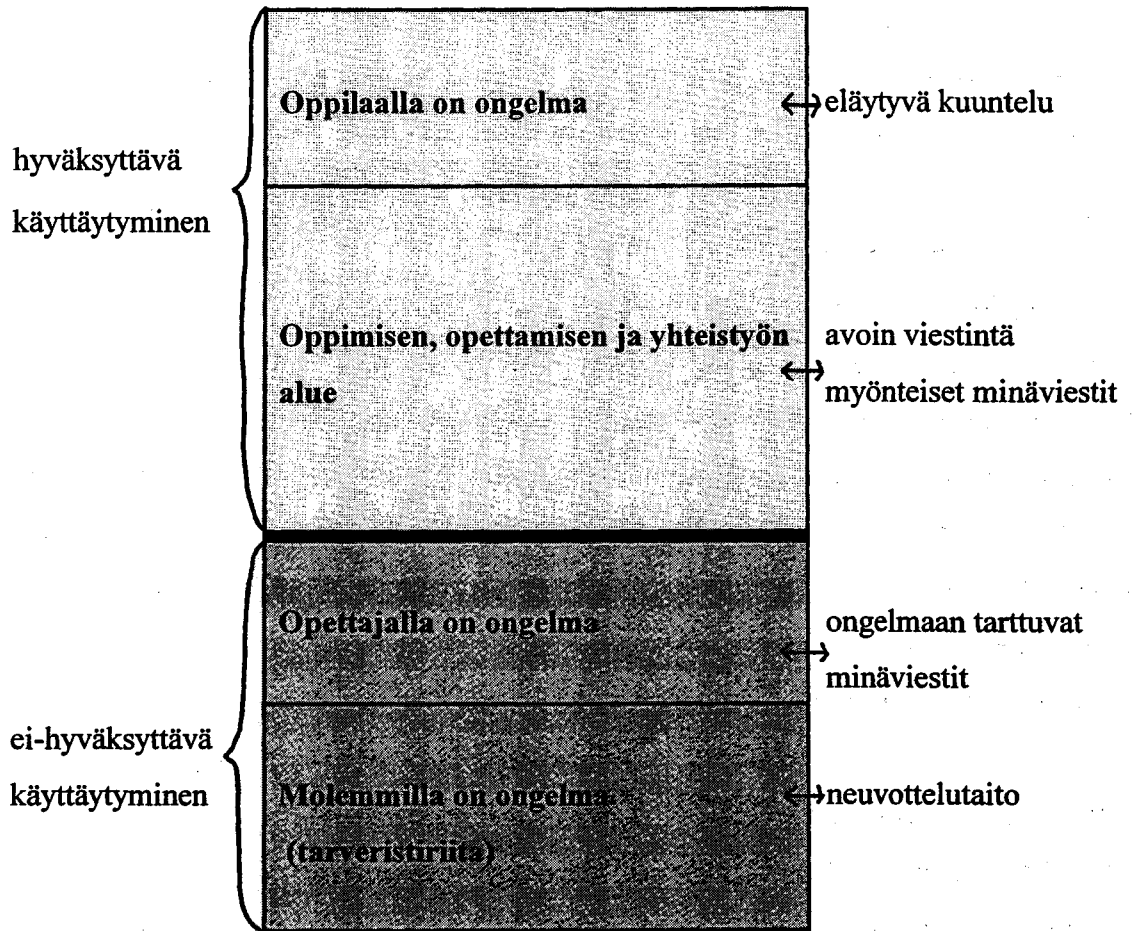 Oppilaalla on ongelma
eläytyvä kuuntelu
hyväksyttävä
käyttäytyminen
Oppimisen, opettamisen ja yhteistyön
alue
avoin viestintä
myönteiset minäviestit
Opettajalla on ongelma
ongelmaan tarttuvat
minäviestit
ei-hyväksyttävä
käyttäytyminen
Molemmilla on ongelma
(tarveristiriita)
neuvottelutaito